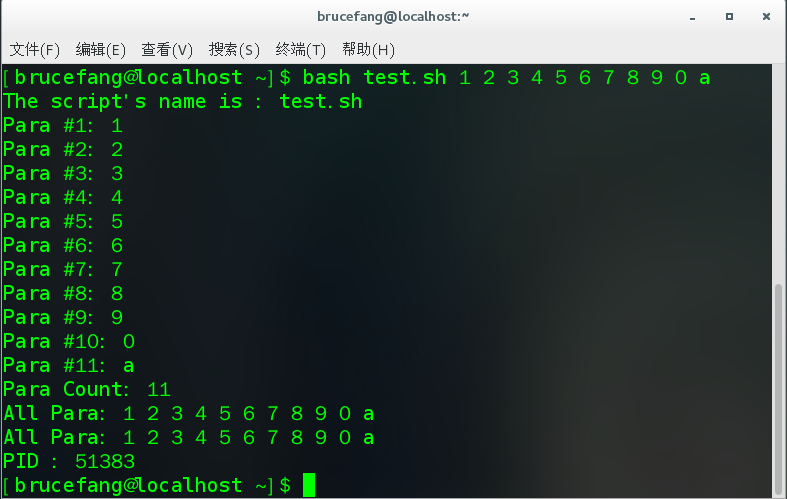 brucefang@localhost:~
文件(F) 编辑(E) 查看(V) 搜索(S) 终端(T) 帮助(H)
[brucefang@localhost ~]$ bash test.sh 1 2 3 4 5 6 7 8 9 0 a
The script's name is : test.sh
Para #1: 1
Para #2: 2
Para #3: 3
Para #4: 4
Para #5: 5
Para #6: 6
Para #7: 7
Para #8: 8
Para #9: 9
Para #10: 0
Para #11: a
Para Count: 11
All Para: 1 2 3 4 5 6 7 8 9 0 a
All Para: 1 2 3 4 5 6 7 8 9 0 a
PID : 51383
[brucefang@localhost ~]$